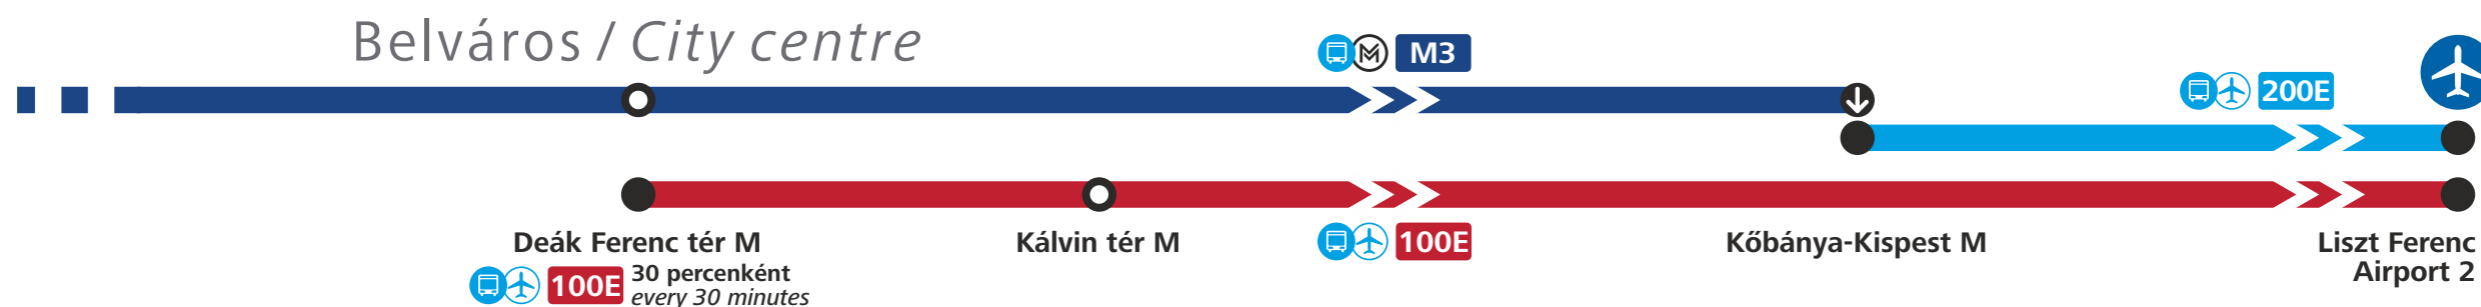 Belváros / City centre
M3
200E
Deák Ferenc tér M
Kálvin tér M
100E
Kőbánya-Kispest M
Liszt Ferenc
Airport 2
100E 30 percenként
every 30 minutes